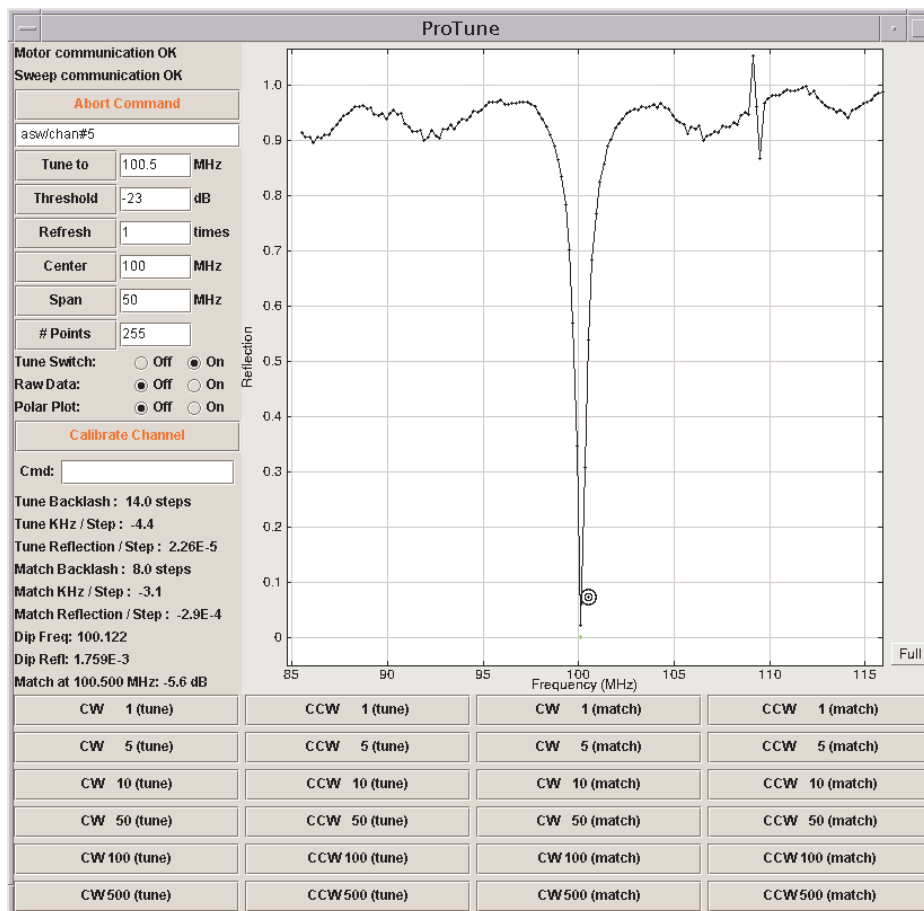 ProTune
Motor communication OK
Sweep communication OK
Abort Command
asw/chan#5
Tune to 100.5 MHz
Threshold -23 dB
Refresh 1 times
Center 100 MHz
Span 50 MHz
# Points 255
Tune Switch: Off On
Raw Data: Off On
Polar Plot: Off On
Calibrate Channel
Cmd:
Tune Backlash : 14.0 steps
Tune KHz / Step : -4.4
Tune Reflection / Step : 2.26E-5
Match Backlash : 8.0 steps
Match KHz / Step : -3.1
Match Reflection / Step : -2.9E-4
Dip Freq: 100.122
Dip Refl: 1.759E-3
Match at 100.500 MHz: -5.6 dB
1.0
0.9
0.8
0.7
0.6
0.5
0.4
0.3
0.2
0.1
0
Reflection
85 90 95 100 105 110 115
Frequency (MHz)
Full
CW 1 (tune) CCW 1 (tune) CW 1 (match) CCW 1 (match)
CW 5 (tune) CCW 5 (tune) CW 5 (match) CCW 5 (match)
CW 10 (tune) CCW 10 (tune) CW 10 (match) CCW 10 (match)
CW 50 (tune) CCW 50 (tune) CW 50 (match) CCW 50 (match)
CW 100 (tune) CCW 100 (tune) CW 100 (match) CCW 100 (match)
CW 500 (tune) CCW 500 (tune) CW 500 (match) CCW 500 (match)